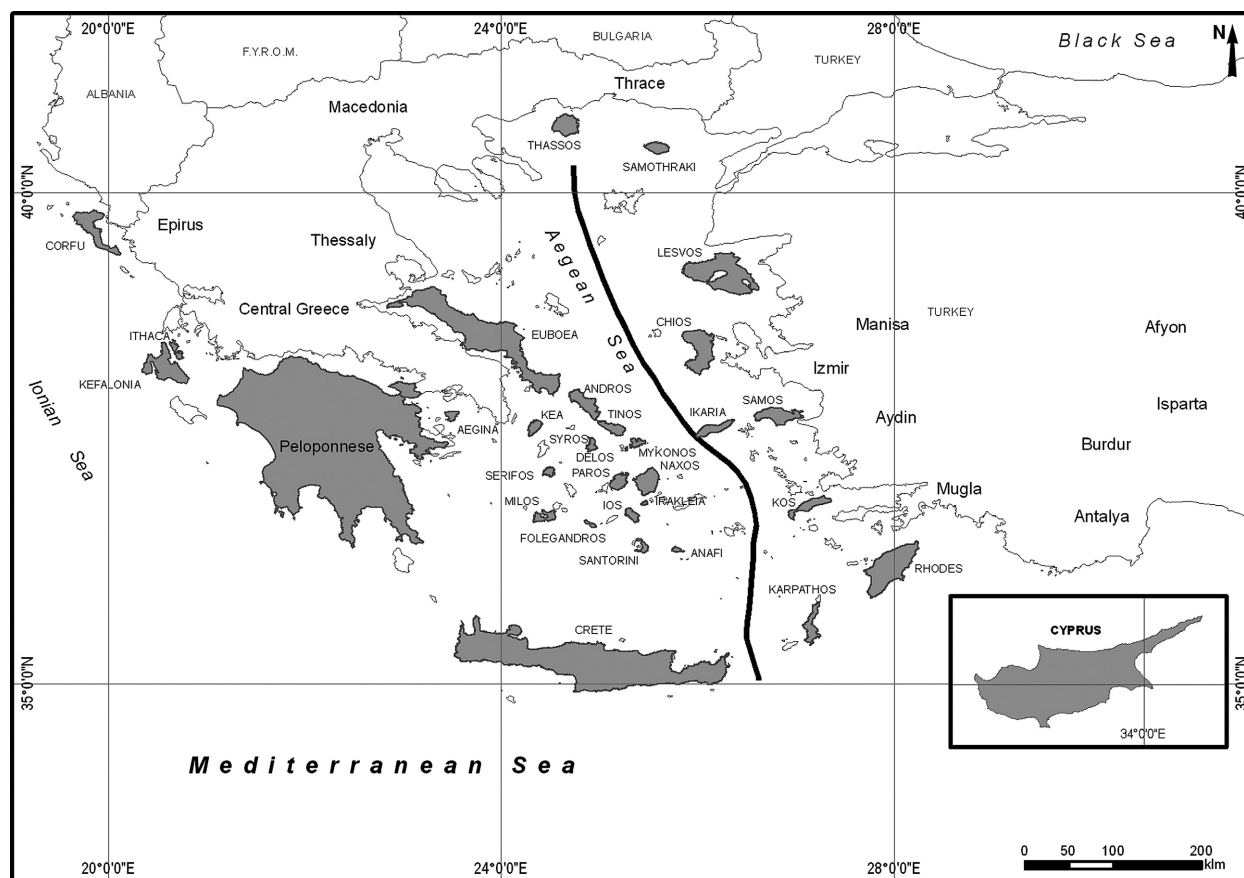 20°0'0"E
24°0'0"E
28°0'0"E
BULGARIA
Black Sea
N
F.Y.R.O.M.
TURKEY
ALBANIA
Thrace
Macedonia
THASSOS
SAMOTHRAKI
40°0'0"N
40°0'0"N
Epirus
CORFU
Thessaly
Aegean Sea
LESVOS
Central Greece
EUBOEA
CHIOS
Manisa
TURKEY
Afyon
ITHACA
KEFALONIA
Izmir
Ionian Sea
ANDROS
KEA
TINOS
IKARIA
SAMOS
Isparta
AEGINA
SYROS
Aydin
Peloponnese
DELOS
MYKONOS
Burdur
SERIFOS
PAROS
NAXOS
MILOS
IOS
IRAKLEIA
KOS
Mugla
Antalya
FOLEGANDROS
SANTORINI
ANAFI
RHODES
KARPATHOS
CRETE
CYPRUS
35°0'0"N
35°0'0"N
34°0'0"E
Mediterranean Sea
0 50 100 200
klm
20°0'0"E
24°0'0"E
28°0'0"E